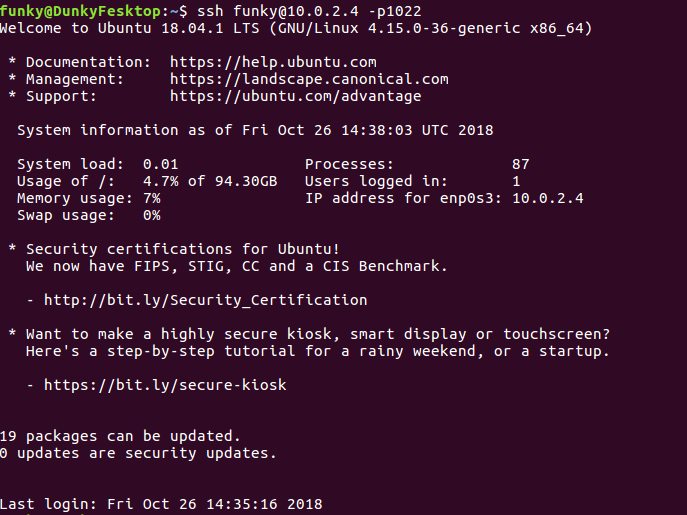 funky@DunkyFesktop:~$ ssh funky@10.0.2.4 -p1022
Welcome to Ubuntu 18.04.1 LTS (GNU/Linux 4.15.0-36-generic x86_64)
* Documentation:  https://help.ubuntu.com
* Management:     https://landscape.canonical.com
* Support:        https://ubuntu.com/advantage
System information as of Fri Oct 26 14:38:03 UTC 2018
System load:  0.01               Processes:             87
Usage of /:   4.7% of 94.30GB   Users logged in:       1
Memory usage: 7%                IP address for enp0s3: 10.0.2.4
Swap usage:   0%
* Security certifications for Ubuntu!
We now have FIPS, STIG, CC and a CIS Benchmark.
- http://bit.ly/Security_Certification
* Want to make a highly secure kiosk, smart display or touchscreen?
Here's a step-by-step tutorial for a rainy weekend, or a startup.
- https://bit.ly/secure-kiosk
19 packages can be updated.
0 updates are security updates.
Last login: Fri Oct 26 14:35:16 2018